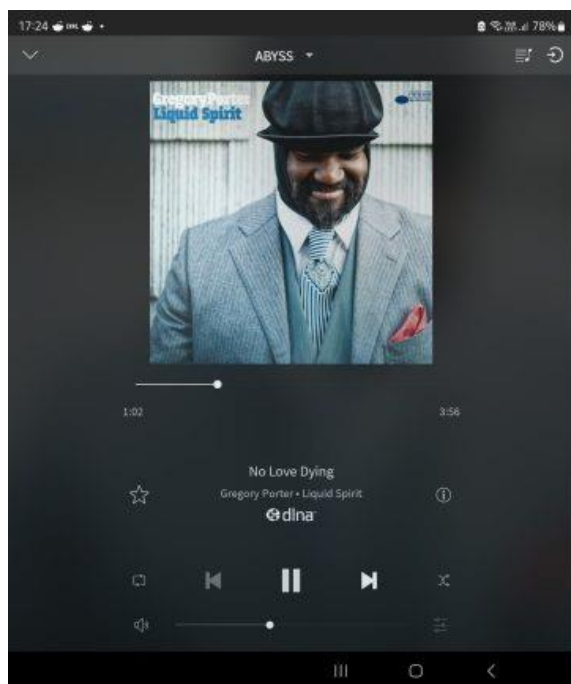 17:24
78%
ABYSS
Gregory Porter
Liquid Spirit
1:02
3:56
No Love Dying
Gregory Porter • Liquid Spirit
dlna